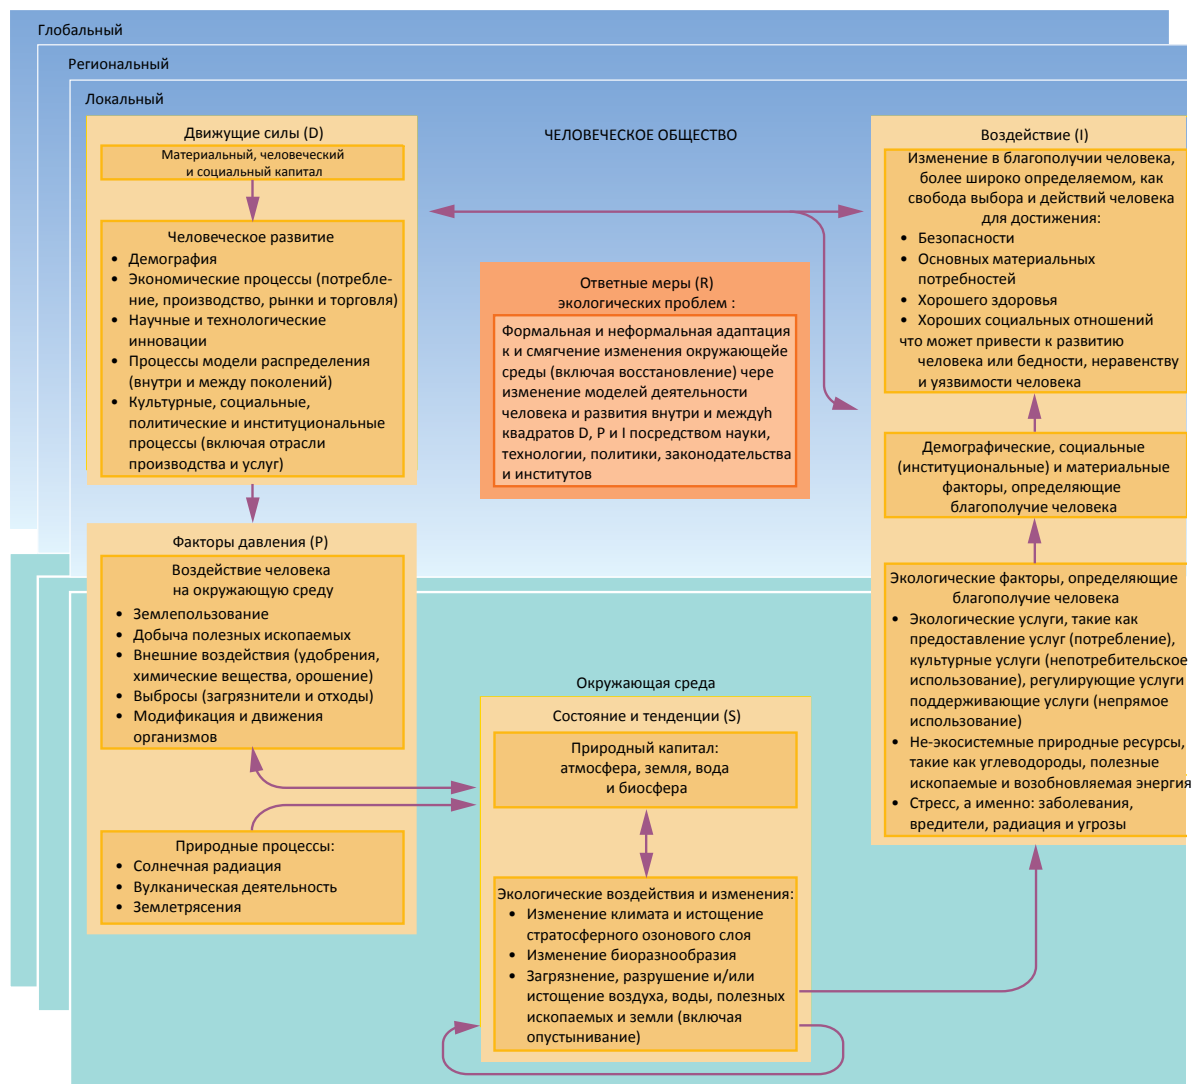 Глобальный
Региональный
Локальный
Движущие силы (D)
Материальный, человеческий
и социальный капитал
Человеческое развитие
• Демография
• Экономические процессы (потребле-
ние, производство, рынки и торговля)
• Научные и технологические
инновации
• Процессы модели распределения
(внутри и между поколений)
• Культурные, социальные,
политические и институциональные
процессы (включая отрасли
производства и услуг)
ЧЕЛОВЕЧЕСКОЕ ОБЩЕСТВО
Ответные меры (R)
экологических проблем :
Формальная и неформальная адаптация
к и смягчение изменения окружающейе
среды (включая восстановление) чере
изменение моделей деятельности
человека и развития внутри и междуh
квадратов D, P и I посредством науки,
технологии, политики, законодательства
и институтов
Воздействие (I)
Изменение в благополучии человека,
более широко определяемом, как
свобода выбора и действий человека
для достижения:
• Безопасности
• Основных материальных
потребностей
• Хорошего здоровья
• Хороших социальных отношений
что может привести к развитию
человека или бедности, неравенству
и уязвимости человека
Демографические, социальные
(институциональные) и материальные
факторы, определяющие
благополучие человека
Экологические факторы, определяющие
благополучие человека
• Экологические услуги, такие как
предоставление услуг (потребление),
культурные услуги (непотребительское
использование), регулирующие услуги
поддерживающие услуги (непрямое
использование)
• Не-экосистемные природные ресурсы,
такие как углеводороды, полезные
ископаемые и возобновляемая энергия
• Стресс, а именно: заболевания,
вредители, радиация и угрозы
Факторы давления (P)
Воздействие человека
на окружающую среду
• Землепользование
• Добыча полезных ископаемых
• Внешние воздействия (удобрения,
химические вещества, орошение)
• Выбросы (загрязнители и отходы)
• Модификация и движения
организмов
Природные процессы:
• Солнечная радиация
• Вулканическая деятельность
• Землетрясения
Окружающая среда
Состояние и тенденции (S)
Природный капитал:
атмосфера, земля, вода
и биосфера
Экологические воздействия и изменения:
• Изменение климата и истощение
стратосферного озонового слоя
• Изменение биоразнообразия
• Загрязнение, разрушение и/или
истощение воздуха, воды, полезных
ископаемых и земли (включая
опустынивание)